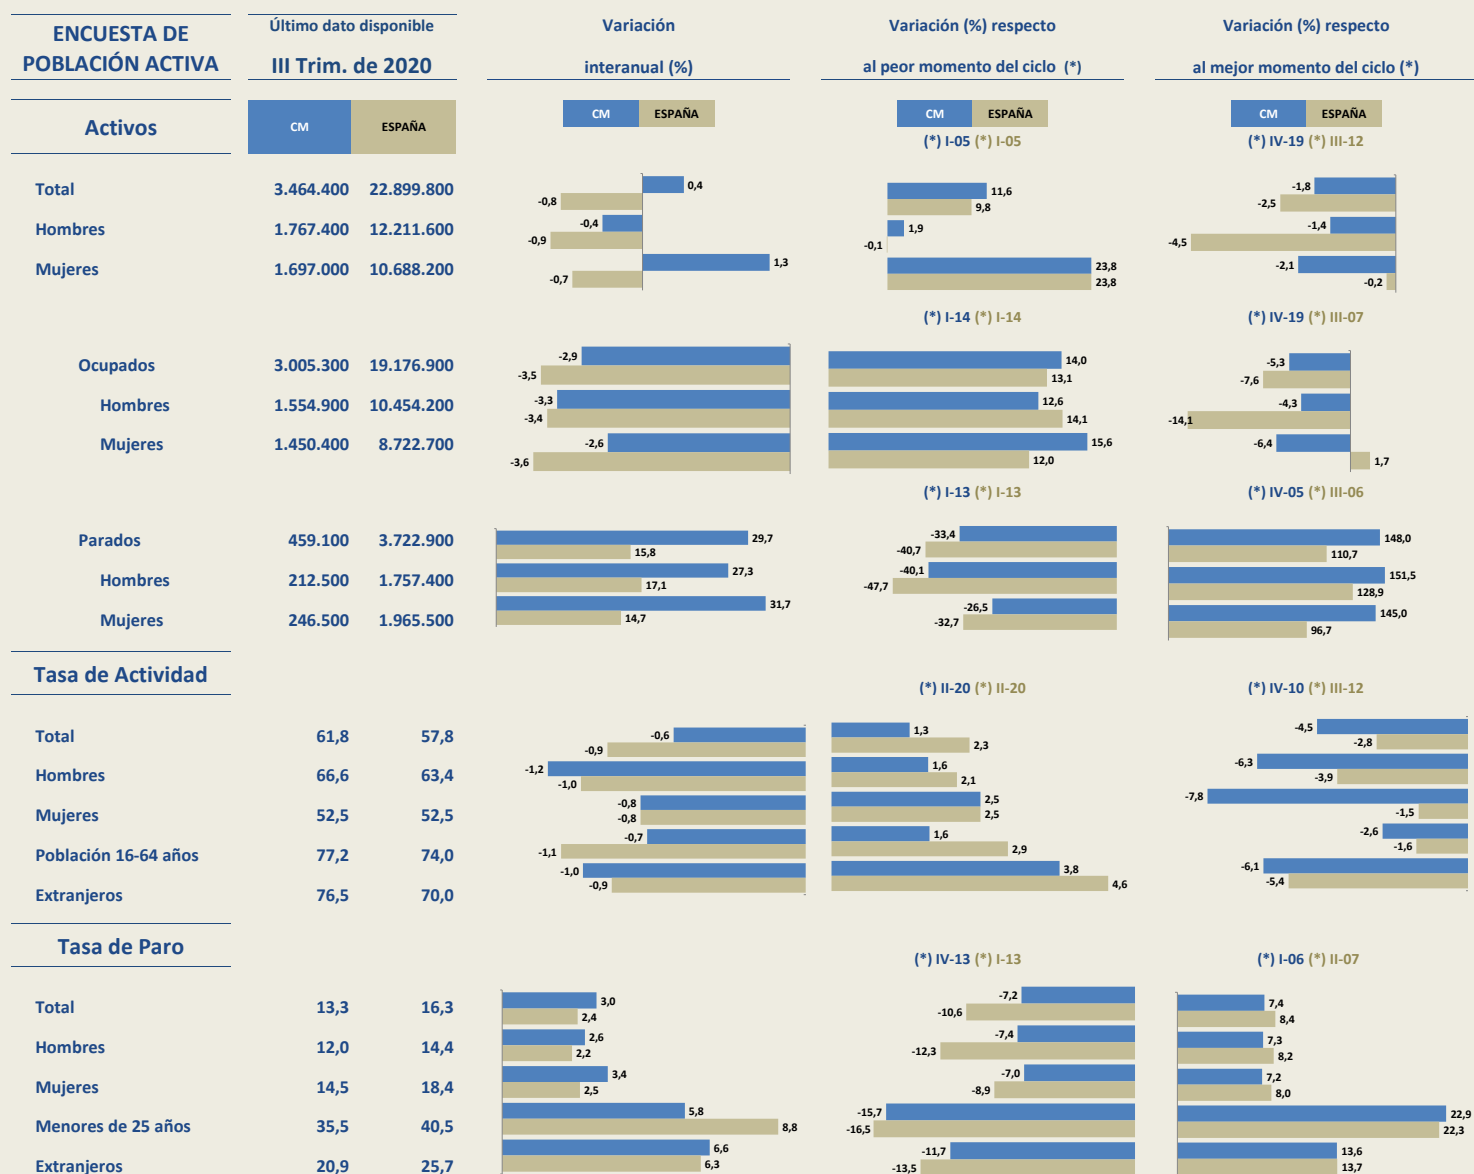 ENCUESTA DE
POBLACIÓN ACTIVA
Último dato disponible
III Trim. de 2020
Variación
interanual (%)
Variación (%) respecto
al peor momento del ciclo (*)
Variación (%) respecto
al mejor momento del ciclo (*)
Activos
CM ESPAÑA
CM ESPAÑA
CM ESPAÑA
(*) I-05 (*) I-05
CM ESPAÑA
(*) IV-19 (*) III-12
Total 3.464.400 22.899.800 0,4 -0,8 11,6 9,8 -1,8 -2,5
Hombres 1.767.400 12.211.600 -0,4 -0,9 1,9 -0,1 -1,4 -4,5
Mujeres 1.697.000 10.688.200 1,3 -0,7 23,8 23,8 -2,1 -0,2
(*) I-14 (*) I-14
(*) IV-19 (*) III-07
Ocupados 3.005.300 19.176.900 -2,9 -3,5 14,0 13,1 -5,3 -7,6
Hombres 1.554.900 10.454.200 -3,3 -3,4 12,6 14,1 -4,3 -14,1
Mujeres 1.450.400 8.722.700 -2,6 -3,6 15,6 12,0 -6,4 1,7
(*) I-13 (*) I-13
(*) IV-05 (*) III-06
Parados 459.100 3.722.900 29,7 15,8 -33,4 -40,7 148,0 110,7
Hombres 212.500 1.757.400 27,3 17,1 -40,1 -47,7 151,5 128,9
Mujeres 246.500 1.965.500 31,7 14,7 -26,5 -32,7 145,0 96,7
Tasa de Actividad
(*) II-20 (*) II-20
(*) IV-10 (*) III-12
Total 61,8 57,8 -0,6 -0,9 1,3 2,3 -4,5 -2,8
Hombres 66,6 63,4 -1,2 -1,0 1,6 2,1 -6,3 -3,9
Mujeres 52,5 52,5 -0,8 -0,8 2,5 2,5 -7,8 -1,5
Población 16-64 años 77,2 74,0 -0,7 -1,1 1,6 2,9 -2,6 -1,6
Extranjeros 76,5 70,0 -1,0 -0,9 3,8 4,6 -6,1 -5,4
Tasa de Paro
(*) IV-13 (*) I-13
(*) I-06 (*) II-07
Total 13,3 16,3 3,0 2,4 -7,2 -10,6 7,4 8,4
Hombres 12,0 14,4 2,6 2,2 -7,4 -12,3 7,3 8,2
Mujeres 14,5 18,4 3,4 2,5 -7,0 -8,9 7,2 8,0
Menores de 25 años 35,5 40,5 5,8 8,8 -15,7 -16,5 22,9 22,3
Extranjeros 20,9 25,7 6,6 6,3 -11,7 -13,5 13,6 13,7